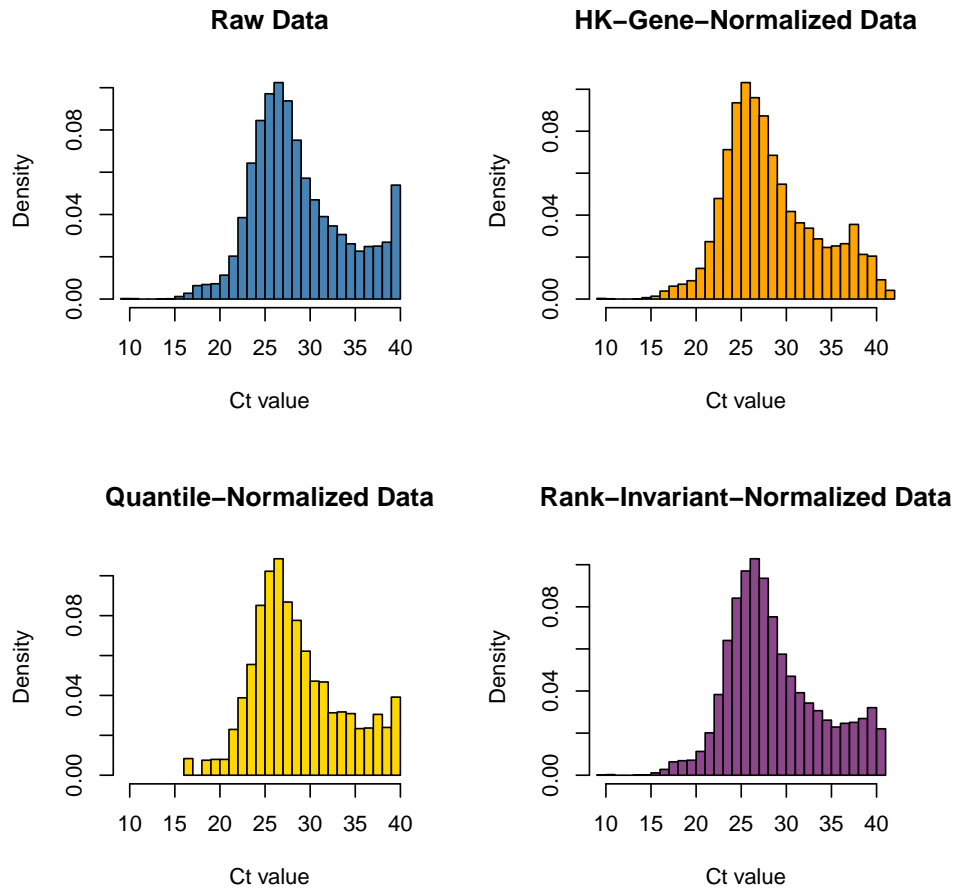 Raw Data
Density
0.00 0.04 0.08
10 15 20 25 30 35 40
Ct value
HK−Gene−Normalized Data
Density
0.00 0.04 0.08
10 15 20 25 30 35 40
Ct value
Quantile−Normalized Data
Density
0.00 0.04 0.08
10 15 20 25 30 35 40
Ct value
Rank−Invariant−Normalized Data
Density
0.00 0.04 0.08
10 15 20 25 30 35 40
Ct value